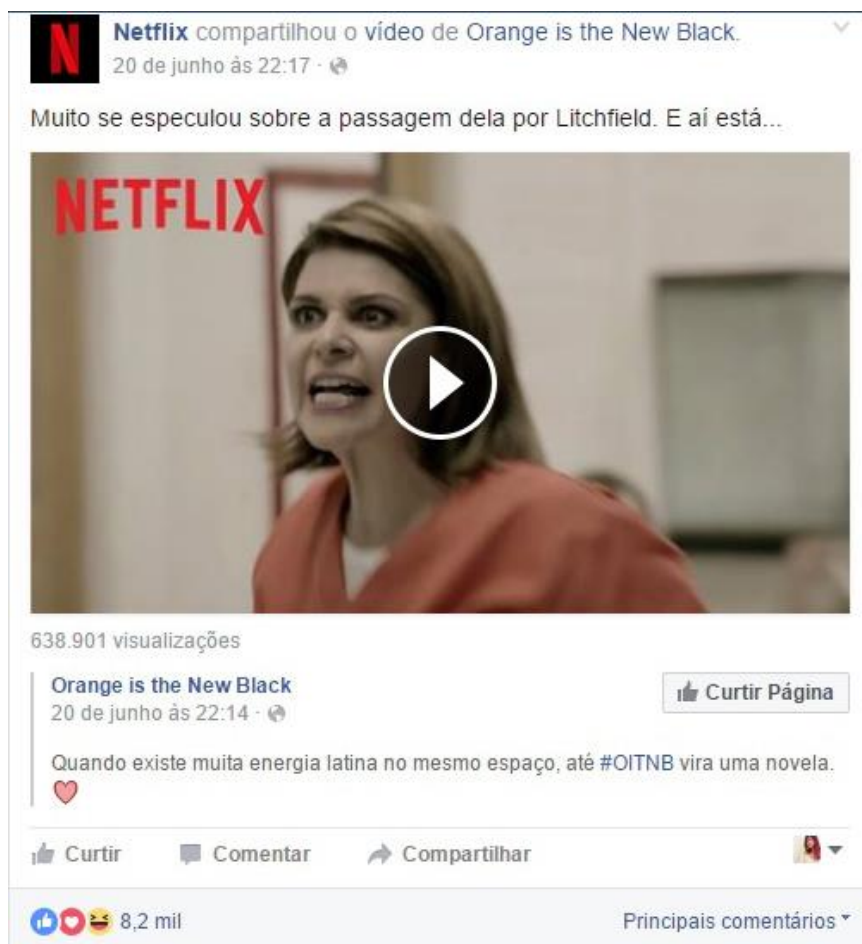 N
Netflix compartilhou o vídeo de Orange is the New Black.
20 de junho às 22:17 ·
Muito se especulou sobre a passagem dela por Litchfield. E aí está...
NETFLIX
638.901 visualizações
Orange is the New Black
Curtir Página
20 de junho às 22:14 ·
Quando existe muita energia latina no mesmo espaço, até #OITNB vira uma novela.
Curtir Comentar Compartilhar
8,2 mil Principais comentários